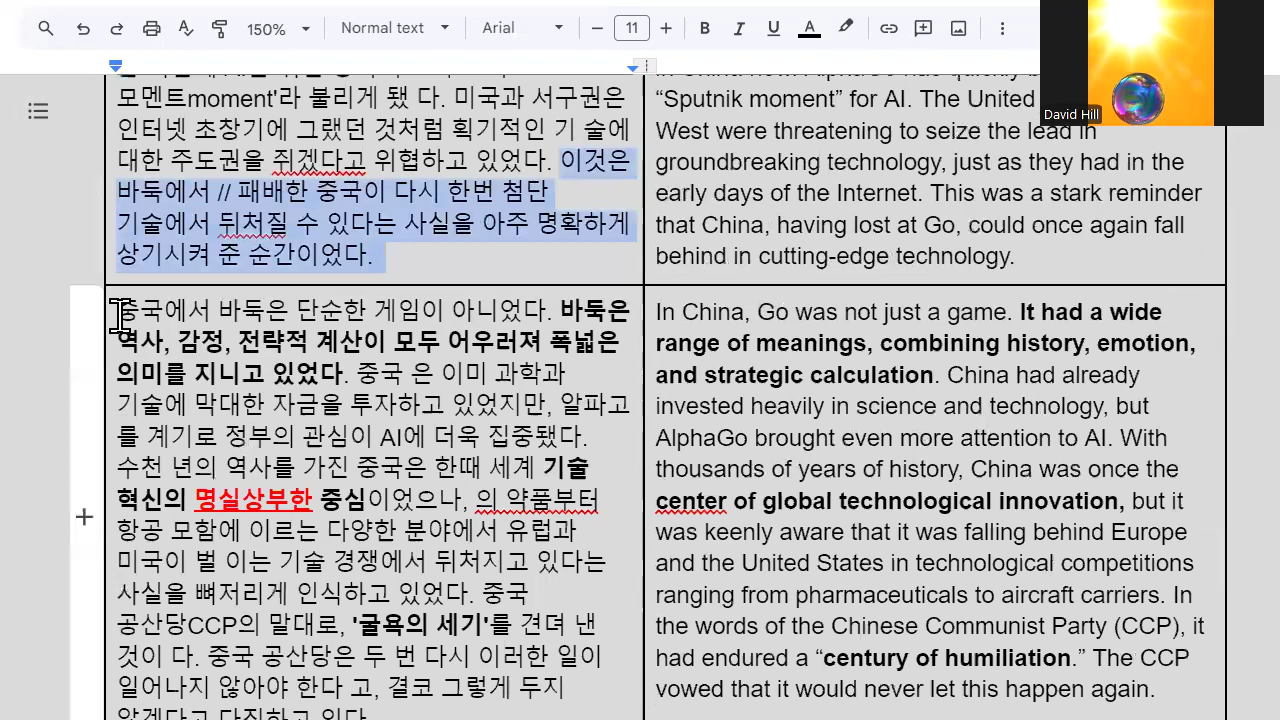 150%
Normal text
Arial
11
B
I
U
A
David Hill
모멘트moment'라 불리게 됐 다. 미국과 서구권은
인터넷 초창기에 그랬던 것처럼 획기적인 기 술에
대한 주도권을 쥐겠다고 위협하고 있었다. 이것은
바둑에서 // 패배한 중국이 다시 한번 첨단
기술에서 뒤처질 수 있다는 사실을 아주 명확하게
상기시켜 준 순간이었다.
“Sputnik moment” for AI. The United
West were threatening to seize the lead in
groundbreaking technology, just as they had in the
early days of the Internet. This was a stark reminder
that China, having lost at Go, could once again fall
behind in cutting-edge technology.
중국에서 바둑은 단순한 게임이 아니었다. 바둑은
역사, 감정, 전략적 계산이 모두 어우러져 폭넓은
의미를 지니고 있었다. 중국 은 이미 과학과
기술에 막대한 자금을 투자하고 있었지만, 알파고
를 계기로 정부의 관심이 AI에 더욱 집중됐다.
수천 년의 역사를 가진 중국은 한때 세계 기술
혁신의 명실상부한 중심이었으나, 의 약품부터
항공 모함에 이르는 다양한 분야에서 유럽과
미국이 벌 이는 기술 경쟁에서 뒤처지고 있다는
사실을 뼈저리게 인식하고 있었다. 중국
공산당CCP의 말대로, '굴욕의 세기'를 견뎌 낸
것이 다. 중국 공산당은 두 번 다시 이러한 일이
일어나지 않아야 한다 고, 결코 그렇게 두지
않겠다고 다짐하고 있다
In China, Go was not just a game. It had a wide
range of meanings, combining history, emotion,
and strategic calculation. China had already
invested heavily in science and technology, but
AlphaGo brought even more attention to AI. With
thousands of years of history, China was once the
center of global technological innovation, but it
was keenly aware that it was falling behind Europe
and the United States in technological competitions
ranging from pharmaceuticals to aircraft carriers. In
the words of the Chinese Communist Party (CCP), it
had endured a “century of humiliation.” The CCP
vowed that it would never let this happen again.